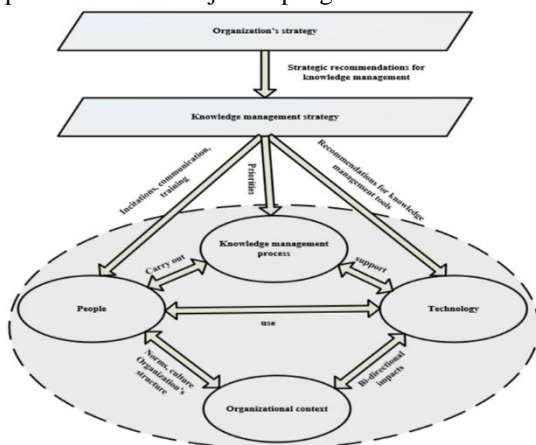 Organization's strategy
Strategic recommendations for
knowledge management
Knowledge management strategy
Incitations, communication,
training
Priorities
Recommendations for knowledge
management tools
Knowledge management
process
Carry out
support
People
Technology
use
Norms, culture
Organization's
structure
Bi-directional
impacts
Organizational context